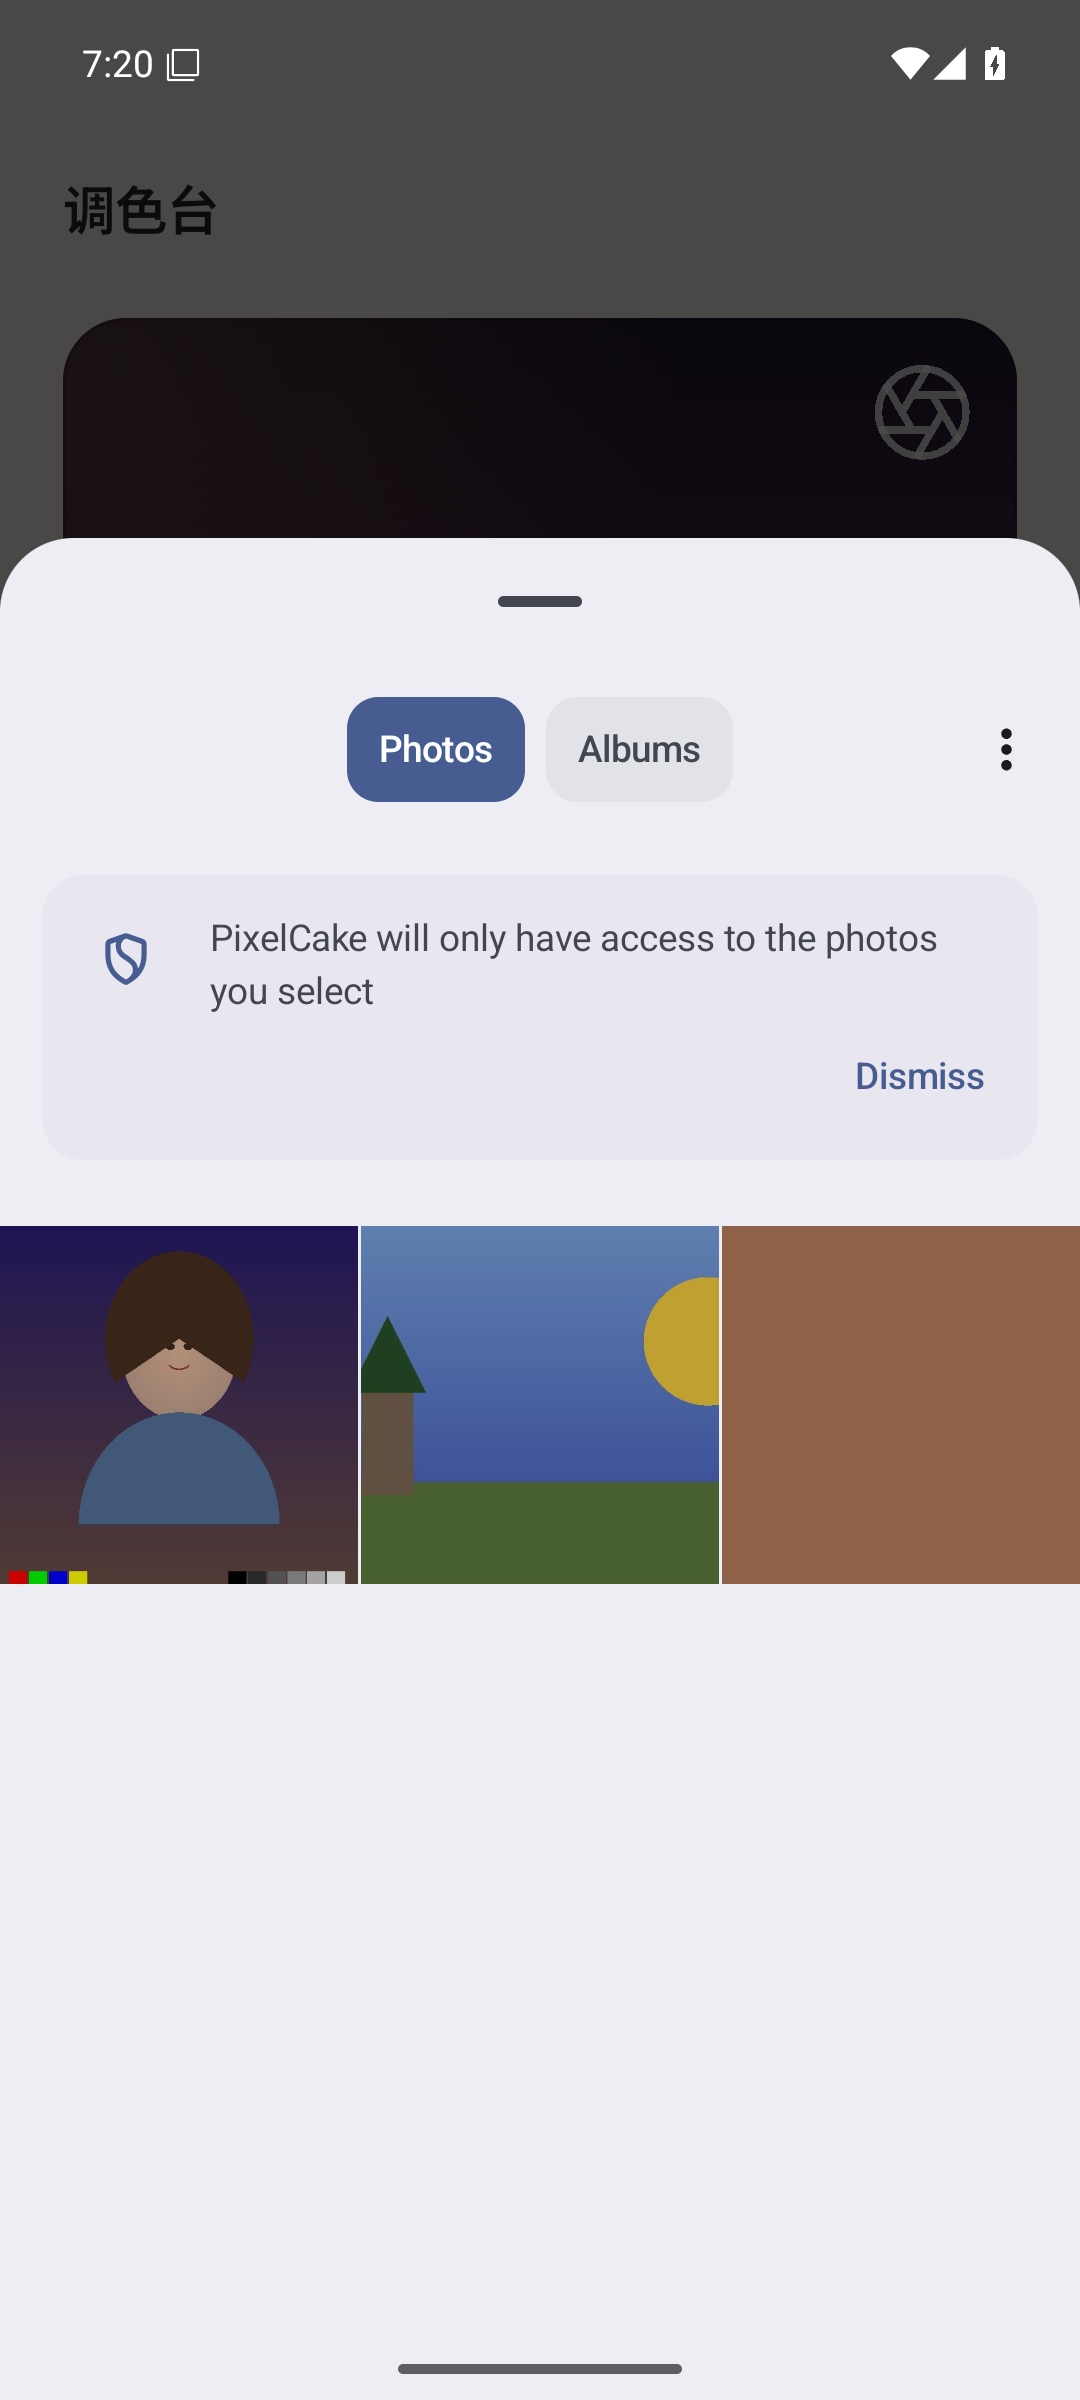 7:20
调色台
Photos
Albums
PixelCake will only have access to the photos
you select
Dismiss